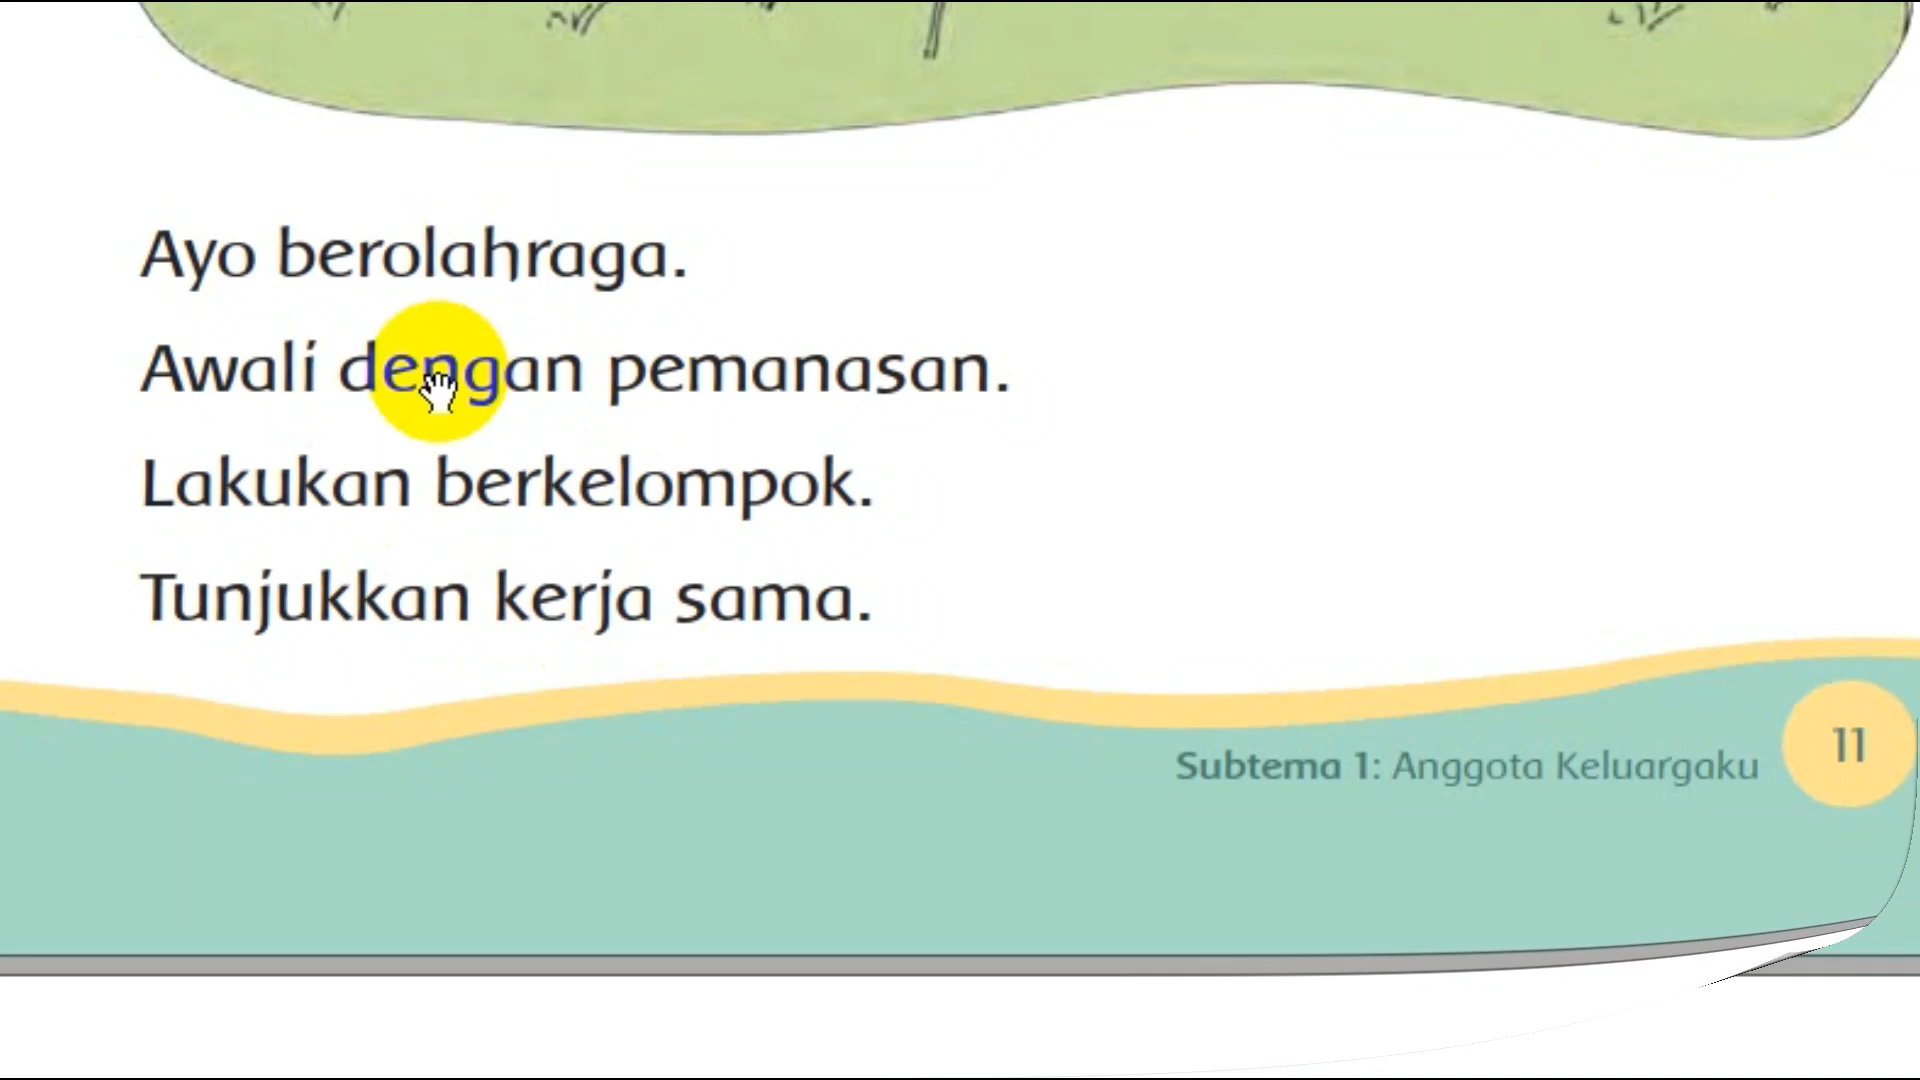 Ayo berolahraga.
Awali dengan pemanasan.
Lakukan berkelompok.
Tunjukkan kerja sama.
Subtema 1: Anggota Keluargaku
11